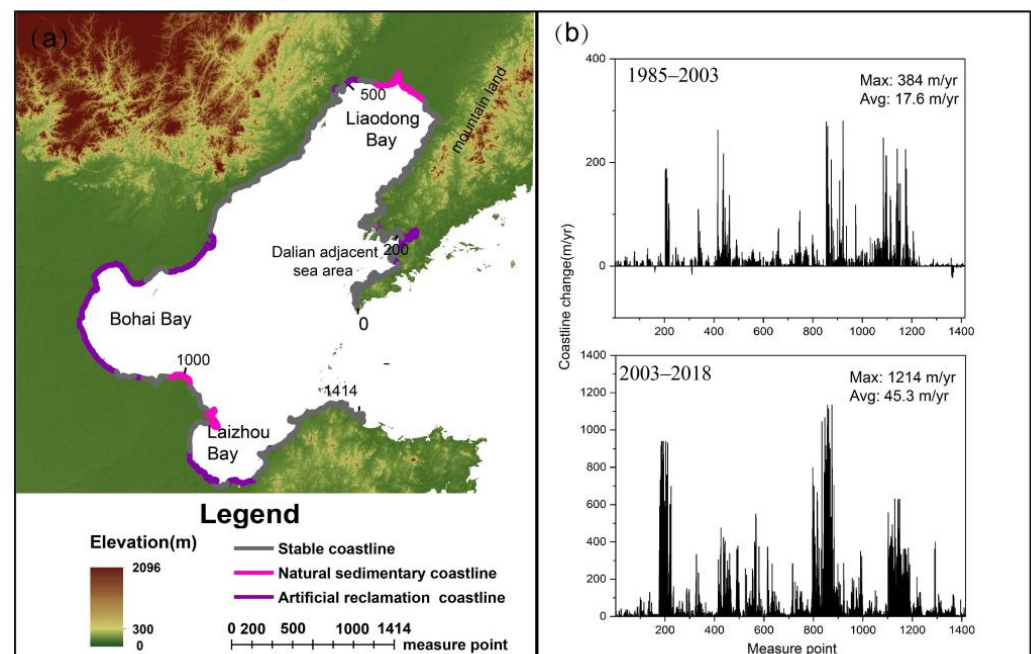 (a)
500
Liaodong
Bay
mountain land
Dalian adjacent
sea area
200
0
Bohai Bay
1000
1414
Laizhou
Bay
Legend
Elevation(m)
2096
300
0
Stable coastline
Natural sedimentary coastline
Artificial reclamation coastline
0 200 500 1000 1414
measure point
(b)
Coastline change(m/yr)
1985–2003
Max: 384 m/yr
Avg: 17.6 m/yr
400
200
0
200 400 600 800 1000 1200 1400
2003–2018
Max: 1214 m/yr
Avg: 45.3 m/yr
1400
1200
1000
800
600
400
200
0
200 400 600 800 1000 1200 1400
Measure point